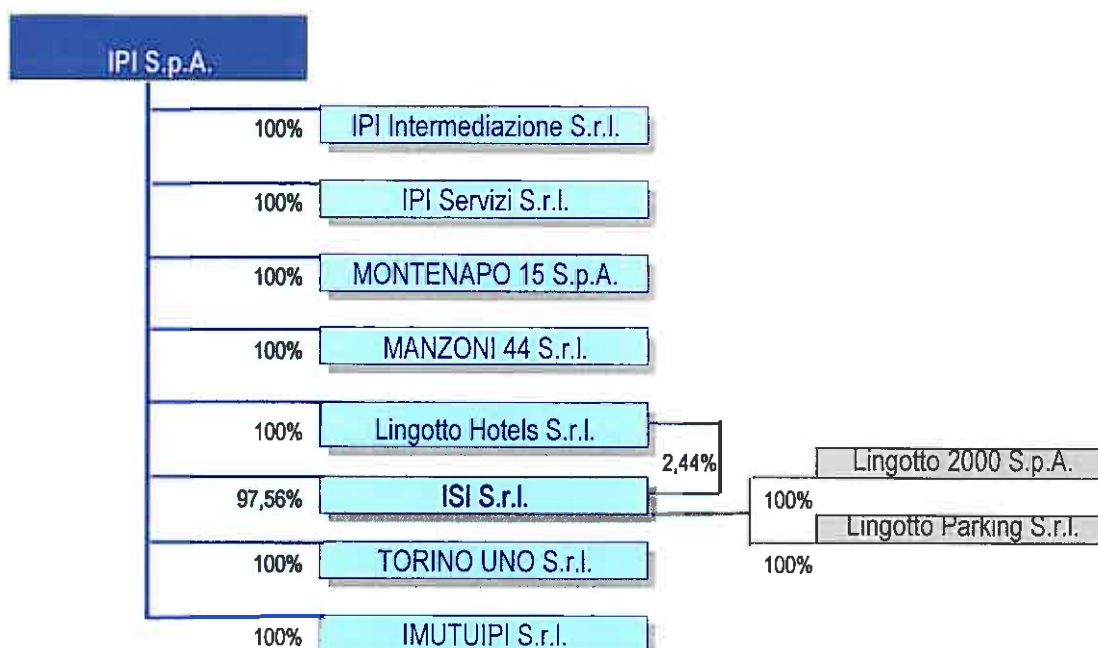 IPI S.p.A.
100% IPI Intermediazione S.r.l.
100% IPI Servizi S.r.l.
100% MONTENAPO 15 S.p.A.
100% MANZONI 44 S.r.l.
100% Lingotto Hotels S.r.l.
2,44%
Lingotto 2000 S.p.A.
97,56% ISI S.r.l.
100%
Lingotto Parking S.r.l.
100% TORINO UNO S.r.l.
100%
100% IMUTUIPI S.r.l.